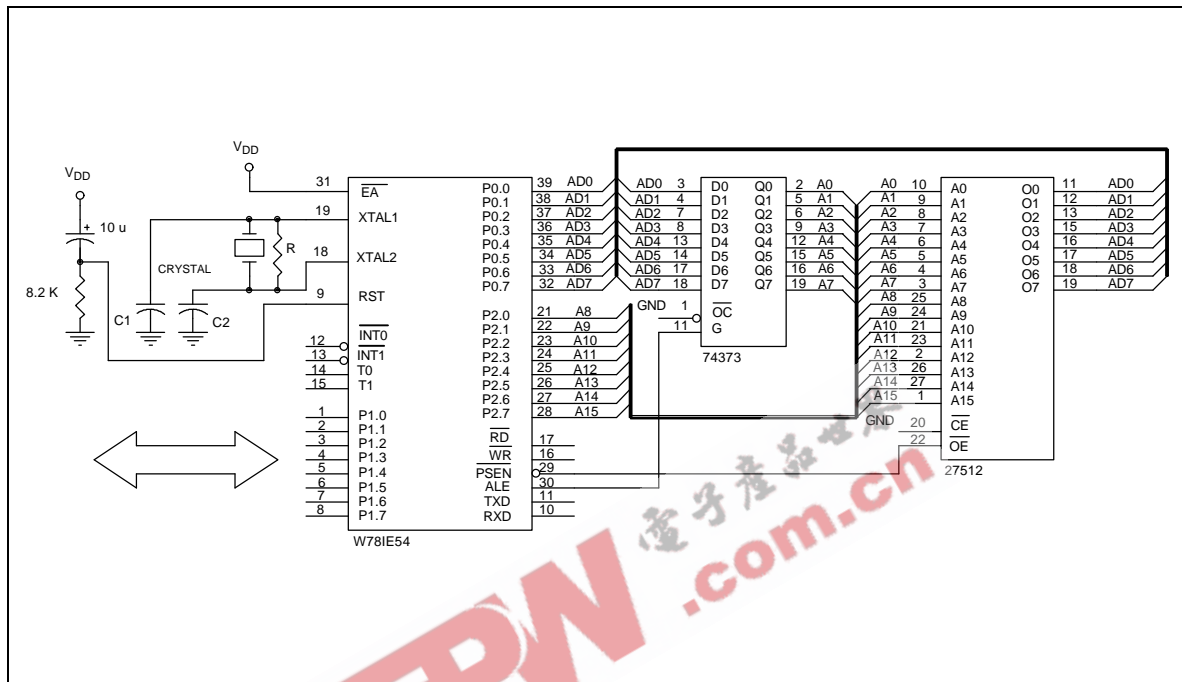 VDD
VDD
10 u
8.2 K
C1
CRYSTAL
C2
R
31 EA
19 XTAL1
18 XTAL2
9 RST
12 INT0
13 INT1
14 T0
15 T1
1 P1.0
2 P1.1
3 P1.2
4 P1.3
5 P1.4
6 P1.5
7 P1.6
8 P1.7
P0.0 39 AD0
P0.1 38 AD1
P0.2 37 AD2
P0.3 36 AD3
P0.4 35 AD4
P0.5 34 AD5
P0.6 33 AD6
P0.7 32 AD7
P2.0 21 A8
P2.1 22 A9
P2.2 23 A10
P2.3 24 A11
P2.4 25 A12
P2.5 26 A13
P2.6 27 A14
P2.7 28 A15
RD 17
WR 16
PSEN 29
ALE 30
TXD 11
RXD 10
W78IE54
AD0 3 D0 Q0 2 A0
AD1 4 D1 Q1 5 A1
AD2 7 D2 Q2 6 A2
AD3 8 D3 Q3 9 A3
AD4 13 D4 Q4 12 A4
AD5 14 D5 Q5 15 A5
AD6 17 D6 Q6 16 A6
AD7 18 D7 Q7 19 A7
GND 1 OC
11 G
74373
A0 10 A0 O0 11 AD0
A1 9 A1 O1 12 AD1
A2 8 A2 O2 13 AD2
A3 7 A3 O3 15 AD3
A4 6 A4 O4 16 AD4
A5 5 A5 O5 17 AD5
A6 4 A6 O6 18 AD6
A7 3 A7 O7 19 AD7
A8 25 A8
A9 24 A9
A10 21 A10
A11 23 A11
A12 2 A12
A13 26 A13
A14 27 A14
A15 1 A15
GND 20 CE
22 OE
27512
電子產品世界
.com.cn